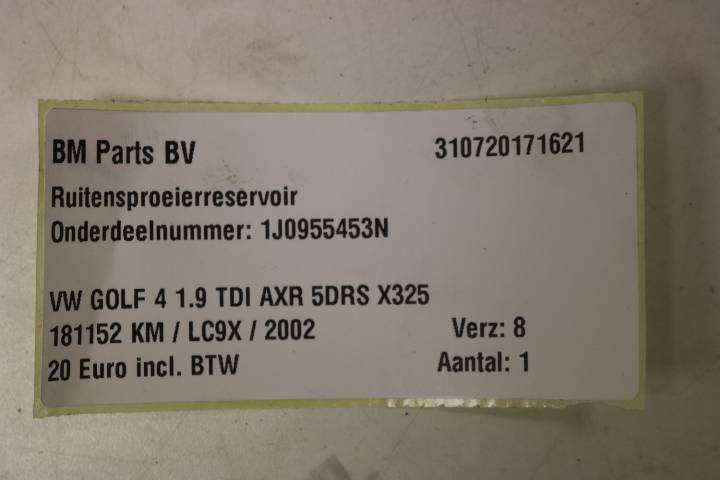 BM Parts BV 310720171621
Ruitensproeierreservoir
Onderdeelnummer: 1J0955453N
VW GOLF 4 1.9 TDI AXR 5DRS X325
181152 KM / LC9X / 2002 Verz: 8
20 Euro incl. BTW Aantal: 1